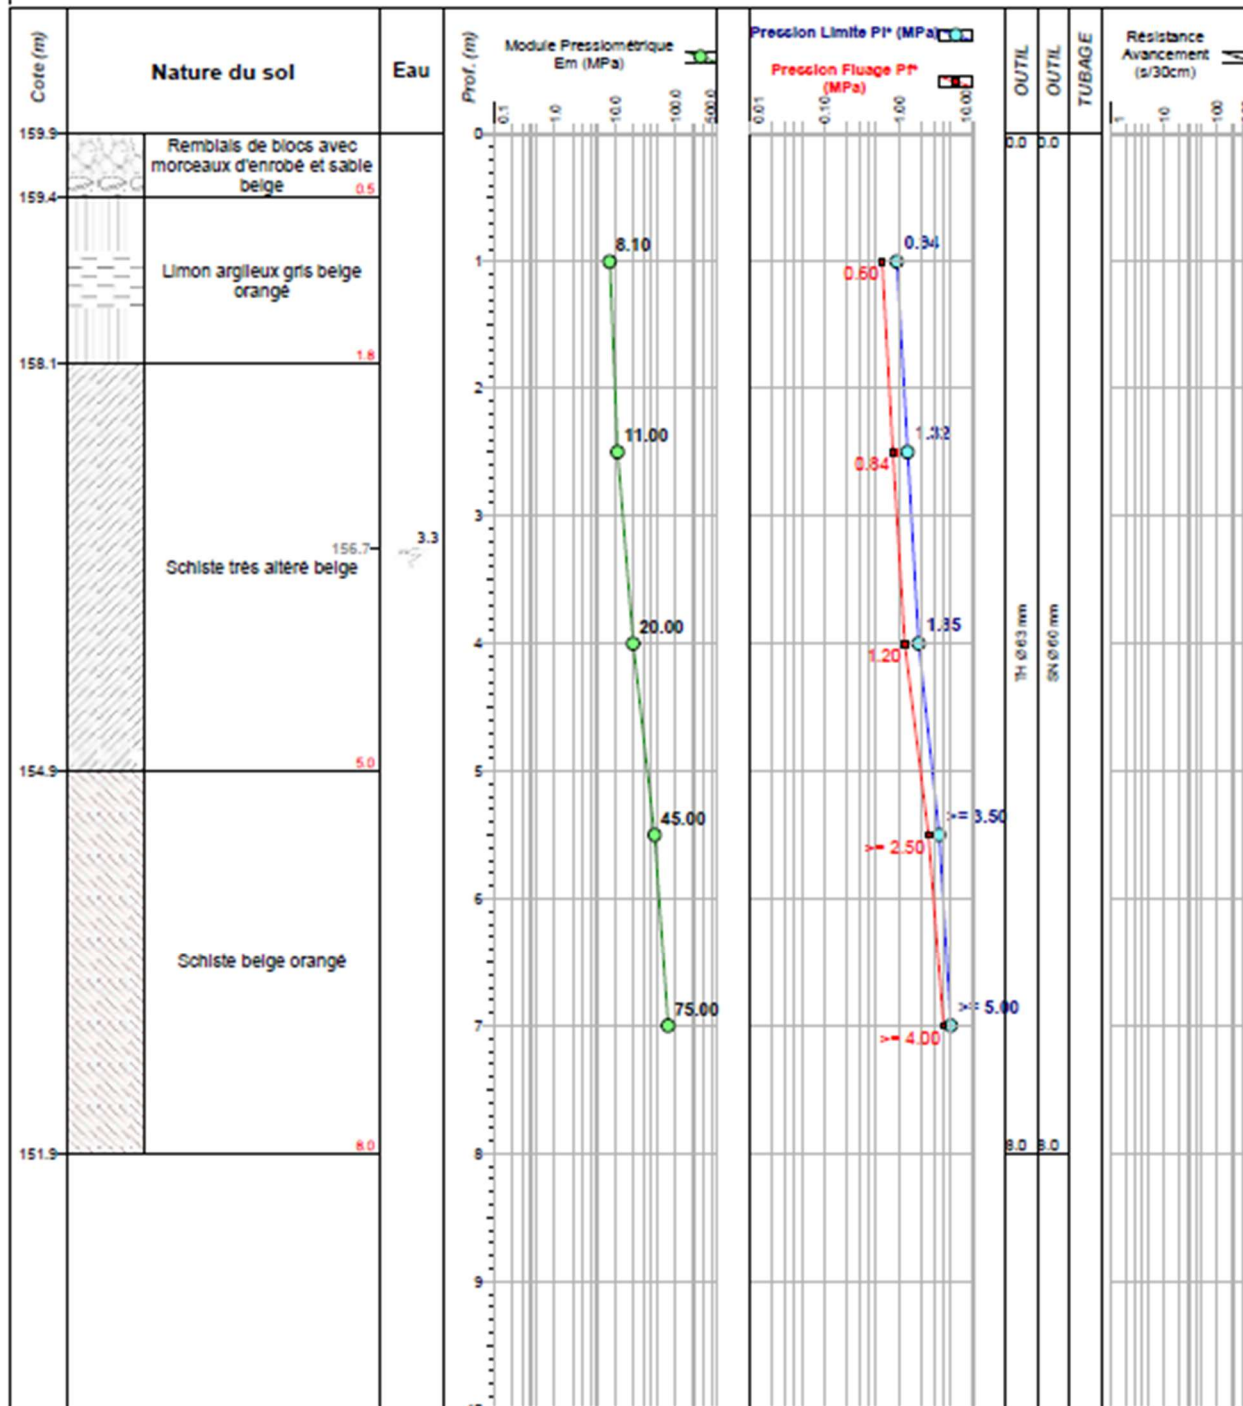 Cote (m)
Nature du sol
Eau
Prof. (m)
Module Pressiométrique
Em (MPa)
0.1
1.0
10.0
100.0
500.0
Pression Limite Pl* (MPa)
Pression Fluage Pf*
(MPa)
0.01
0.10
1.00
10.00
OUTIL
OUTIL
TUBAGE
Résistance
Avancement
(s/30cm)
1
10
100
159.9
0
0.0
0.0
Remblais de blocs avec
morceaux d'enrobé et sable
beige
0.5
159.4
8.10
0.94
1
0.60
Limon argileux gris beige
orangé
1.8
158.1
2
11.00
1.32
0.84
3
3.3
156.7
Schiste très altéré beige
20.00
1.85
4
1.20
TH Ø 63 mm
SN Ø 60 mm
5.0
154.9
5
45.00
>= 3.50
>= 2.50
6
Schiste beige orangé
75.00
>= 5.00
7
>= 4.00
8.0
151.9
8
8.0
8.0
9